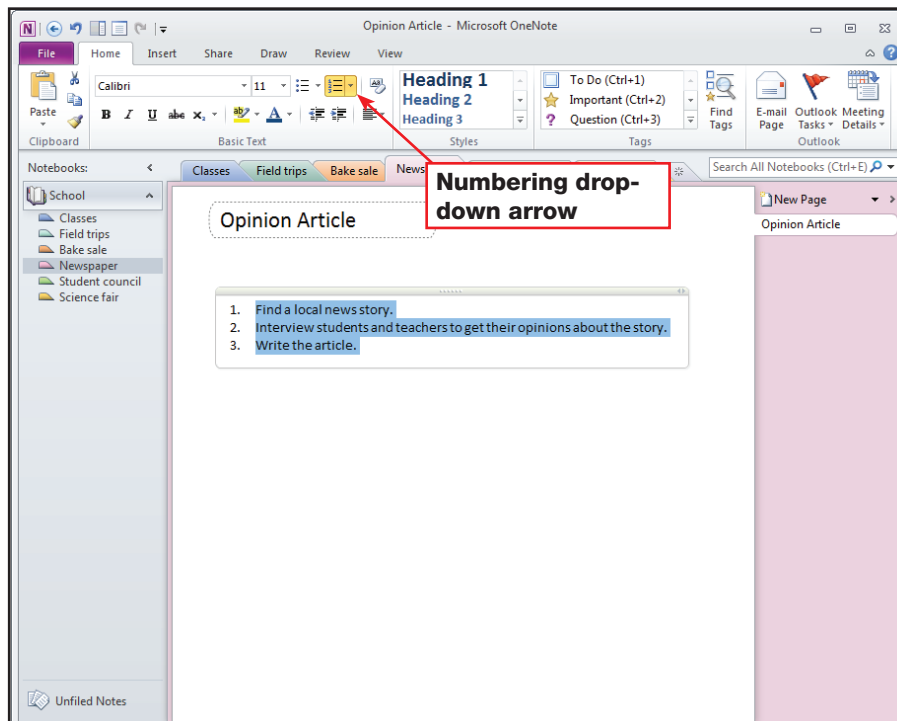 Opinion Article - Microsoft OneNote
File Home Insert Share Draw Review View
Calibri 11
Paste
B I U abc x,
Clipboard
Basic Text
Heading 1
Heading 2
Heading 3
Styles
To Do (Ctrl+1)
Important (Ctrl+2)
? Question (Ctrl+3)
Tags
Find
Tags
E-mail
Page
Outlook
Tasks
Meeting
Details
Outlook
Notebooks:
Classes Field trips Bake sale News
Search All Notebooks (Ctrl+E)
Numbering drop-
down arrow
School
Classes
Field trips
Bake sale
Newspaper
Student council
Science fair
Opinion Article
1. Find a local news story.
2. Interview students and teachers to get their opinions about the story.
3. Write the article.
New Page
Opinion Article
Unfiled Notes